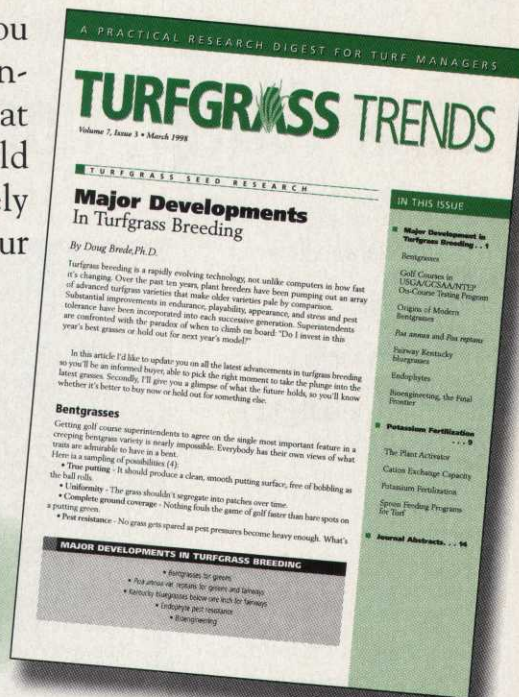 ou
n-
at
ld
ely
ur
A PRACTICAL RESEARCH DIGEST FOR TURF MANAGERS
TURFGRASS TRENDS
Volume 7, Issue 3 • March 1998
TURFGRASS SEED RESEARCH
Major Developments
In Turfgrass Breeding
By Doug Brede, Ph.D.
Turfgrass breeding is a rapidly evolving technology, not unlike computers in how fast
it's changing. Over the past ten years, plant breeders have been pumping out an array
of advanced turfgrass varieties that make older varieties pale by comparison.
Substantial improvements in endurance, playability, appearance, and stress and pest
tolerance have been incorporated into each successive generation. Superintendents
are confronted with the paradox of when to climb on board: "Do I invest in this
year's best grasses or hold out for next year's model?"
In this article I'd like to update you on all the latest advancements in turfgrass breeding
so you'll be an informed buyer, able to pick the right moment to take the plunge into the
latest grasses. Secondly, I'll give you a glimpse of what the future holds, so you'll know
whether it's better to buy now or hold out for something else.
Bentgrasses
Getting golf course superintendents to agree on the single most important feature in a
creeping bentgrass variety is nearly impossible. Everybody has their own views of what
traits are admirable to have in a bent.
Here is a sampling of possibilities (4):
• True putting - It should produce a clean, smooth putting surface, free of bobbling as
the ball rolls.
• Uniformity - The grass shouldn't segregate into patches over time.
• Complete ground coverage - Nothing fouls the game of golf faster than bare spots on
a putting green.
• Pest resistance - No grass gets spared as pest pressures become heavy enough. What's
MAJOR DEVELOPMENTS IN TURFGRASS BREEDING
• Bentgrasses for greens
• Poa annua var. reptans for greens and fairways
• Kentucky bluegrasses below one inch for fairways
• Endophyte pest resistance
• Bioengineering
IN THIS ISSUE
Major Development in
Turfgrass Breeding . . 1
Bentgrasses
Golf Courses in
USGA/GCSAA/NTEP
On-Course Testing Program
Origins of Modern
Bentgrasses
Poa annua and Poa reptans
Fairway Kentucky
bluegrasses
Endophytes
Bioengineering, the Final
Frontier
Potassium Fertilization
. . . 9
The Plant Activator
Cation Exchange Capacity
Potassium Fertilization
Spoon Feeding Programs
for Turf
Journal Abstracts. . . 14